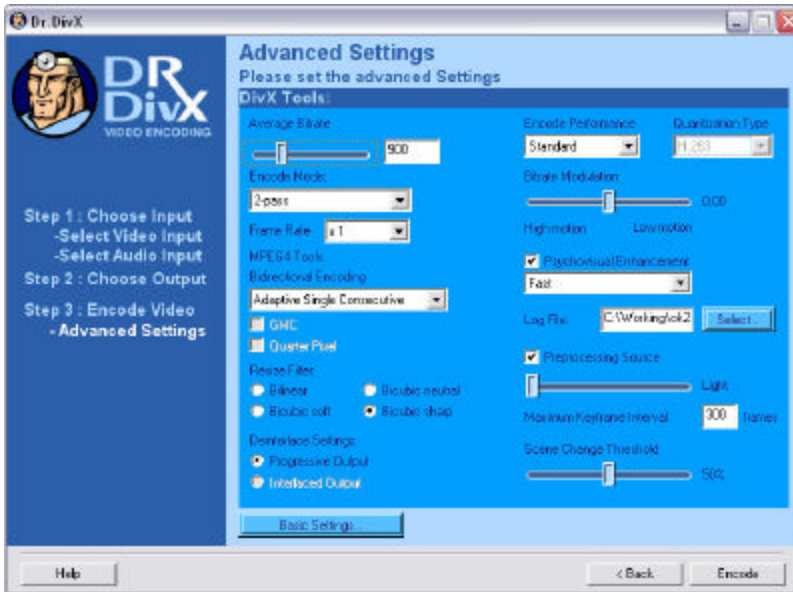 Dr. DivX
DR
DivX
VIDEO ENCODING
Step 1 : Choose Input
-Select Video Input
-Select Audio Input
Step 2 : Choose Output
Step 3 : Encode Video
- Advanced Settings
Advanced Settings
Please set the advanced Settings
DivX Tools:
Average Bitrate
900
Encode Mode:
2-pass
Frame Rate x 1
MPEG4 Tools
Bidirectional Encoding
Adaptive Single Consecutive
GMC
Quarter Pixel
Resize Filter:
Bilinear Bicubic neutral
Bicubic soft Bicubic sharp
Deinterlace Settings:
Progressive Output
Interlaced Output
Encode Performance Quantization Type
Standard H.263
Bitrate Modulation
0.00
High motion Low motion
Psychovisual Enhancement
Fast
Log File: C:\Working\ok2 Select...
Preprocessing Source
Light
Maximum Keyframe Interval 300 frames
Scene Change Threshold
50%
Basic Settings...
Help < Back Encode